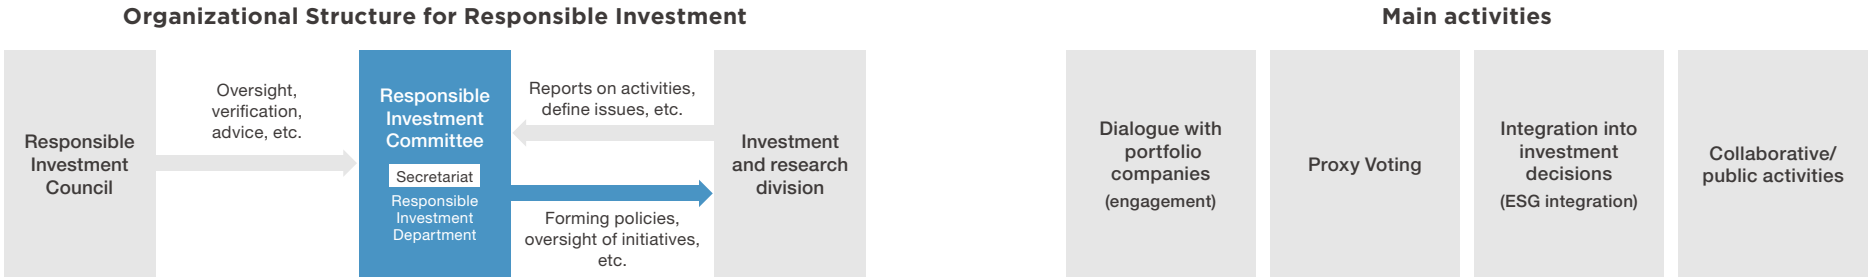 Organizational Structure for Responsible Investment
Responsible
Investment
Council
Oversight,
verification,
advice, etc.
Responsible
Investment
Committee
Secretariat
Responsible
Investment
Department
Reports on activities,
define issues, etc.
Forming policies,
oversight of initiatives,
etc.
Investment
and research
division
Main activities
Dialogue with
portfolio
companies
(engagement)
Proxy Voting
Integration into
investment
decisions
(ESG integration)
Collaborative/
public activities